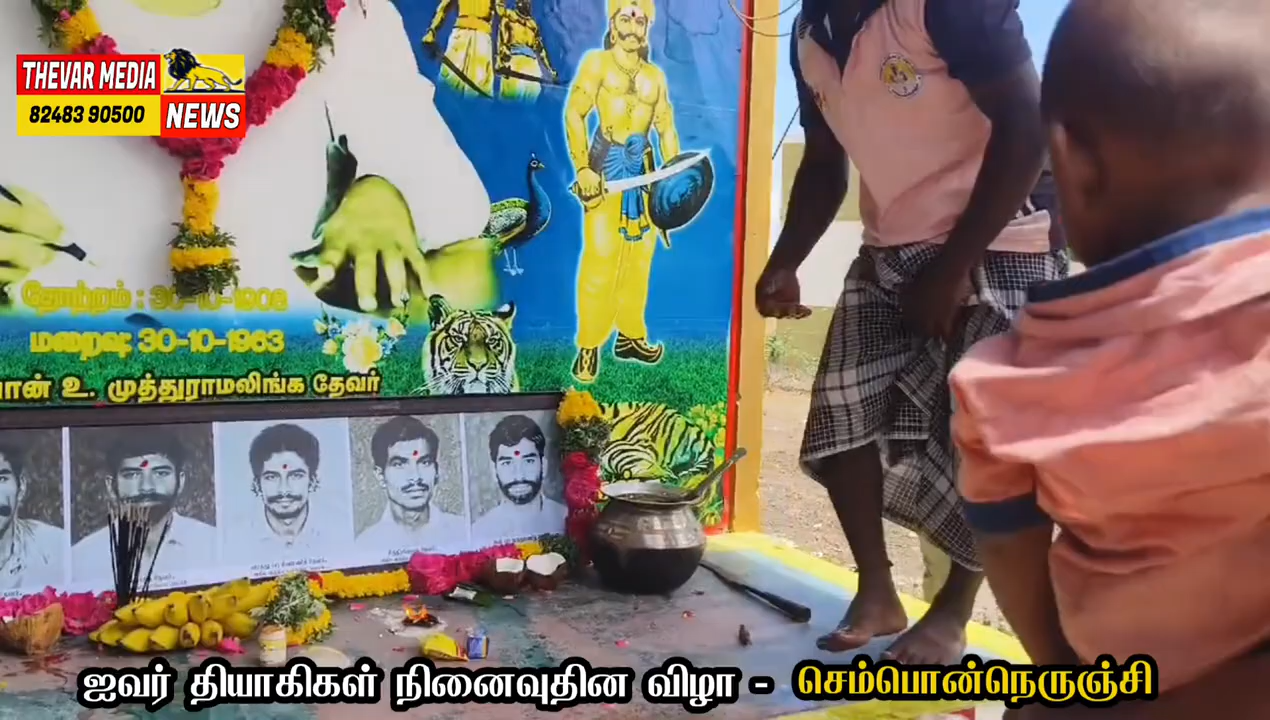 THEVAR MEDIA
82483 90500
NEWS
தோற்றம் : 30-10-1908
மறைவு 30-10-1963
உ. முத்துராமலிங்க தேவர்
ஐவர் தியாகிகள் நினைவுதின விழா - செம்பொன்நெருஞ்சி